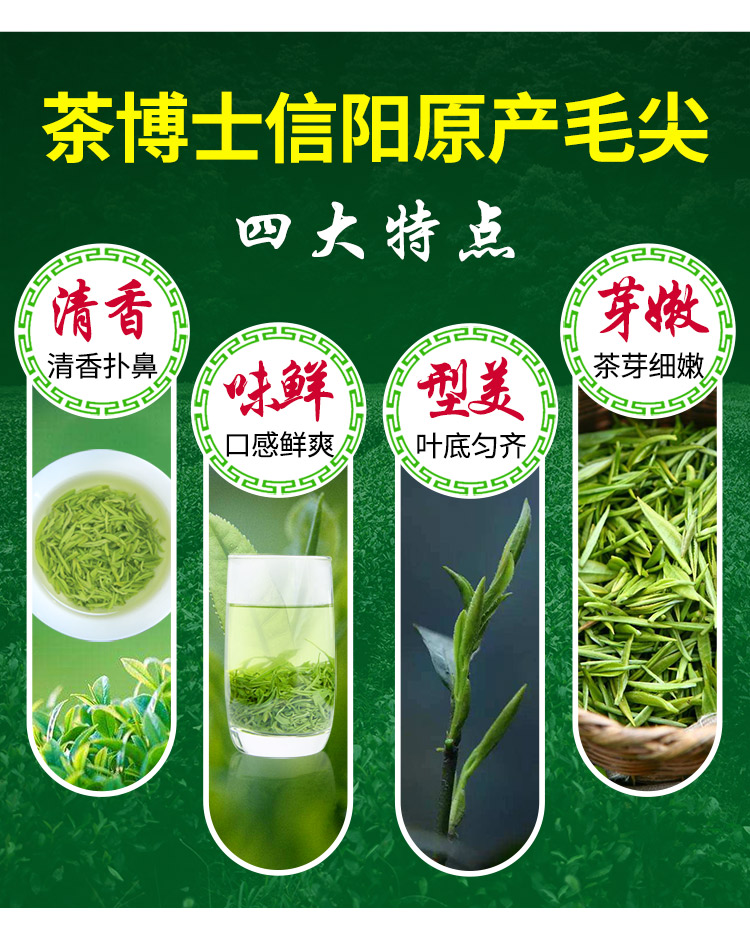 茶博士信阳原产毛尖
四大特点
清香
清香扑鼻
味鲜
口感鲜爽
型美
叶底匀齐
芽嫩
茶芽细嫩